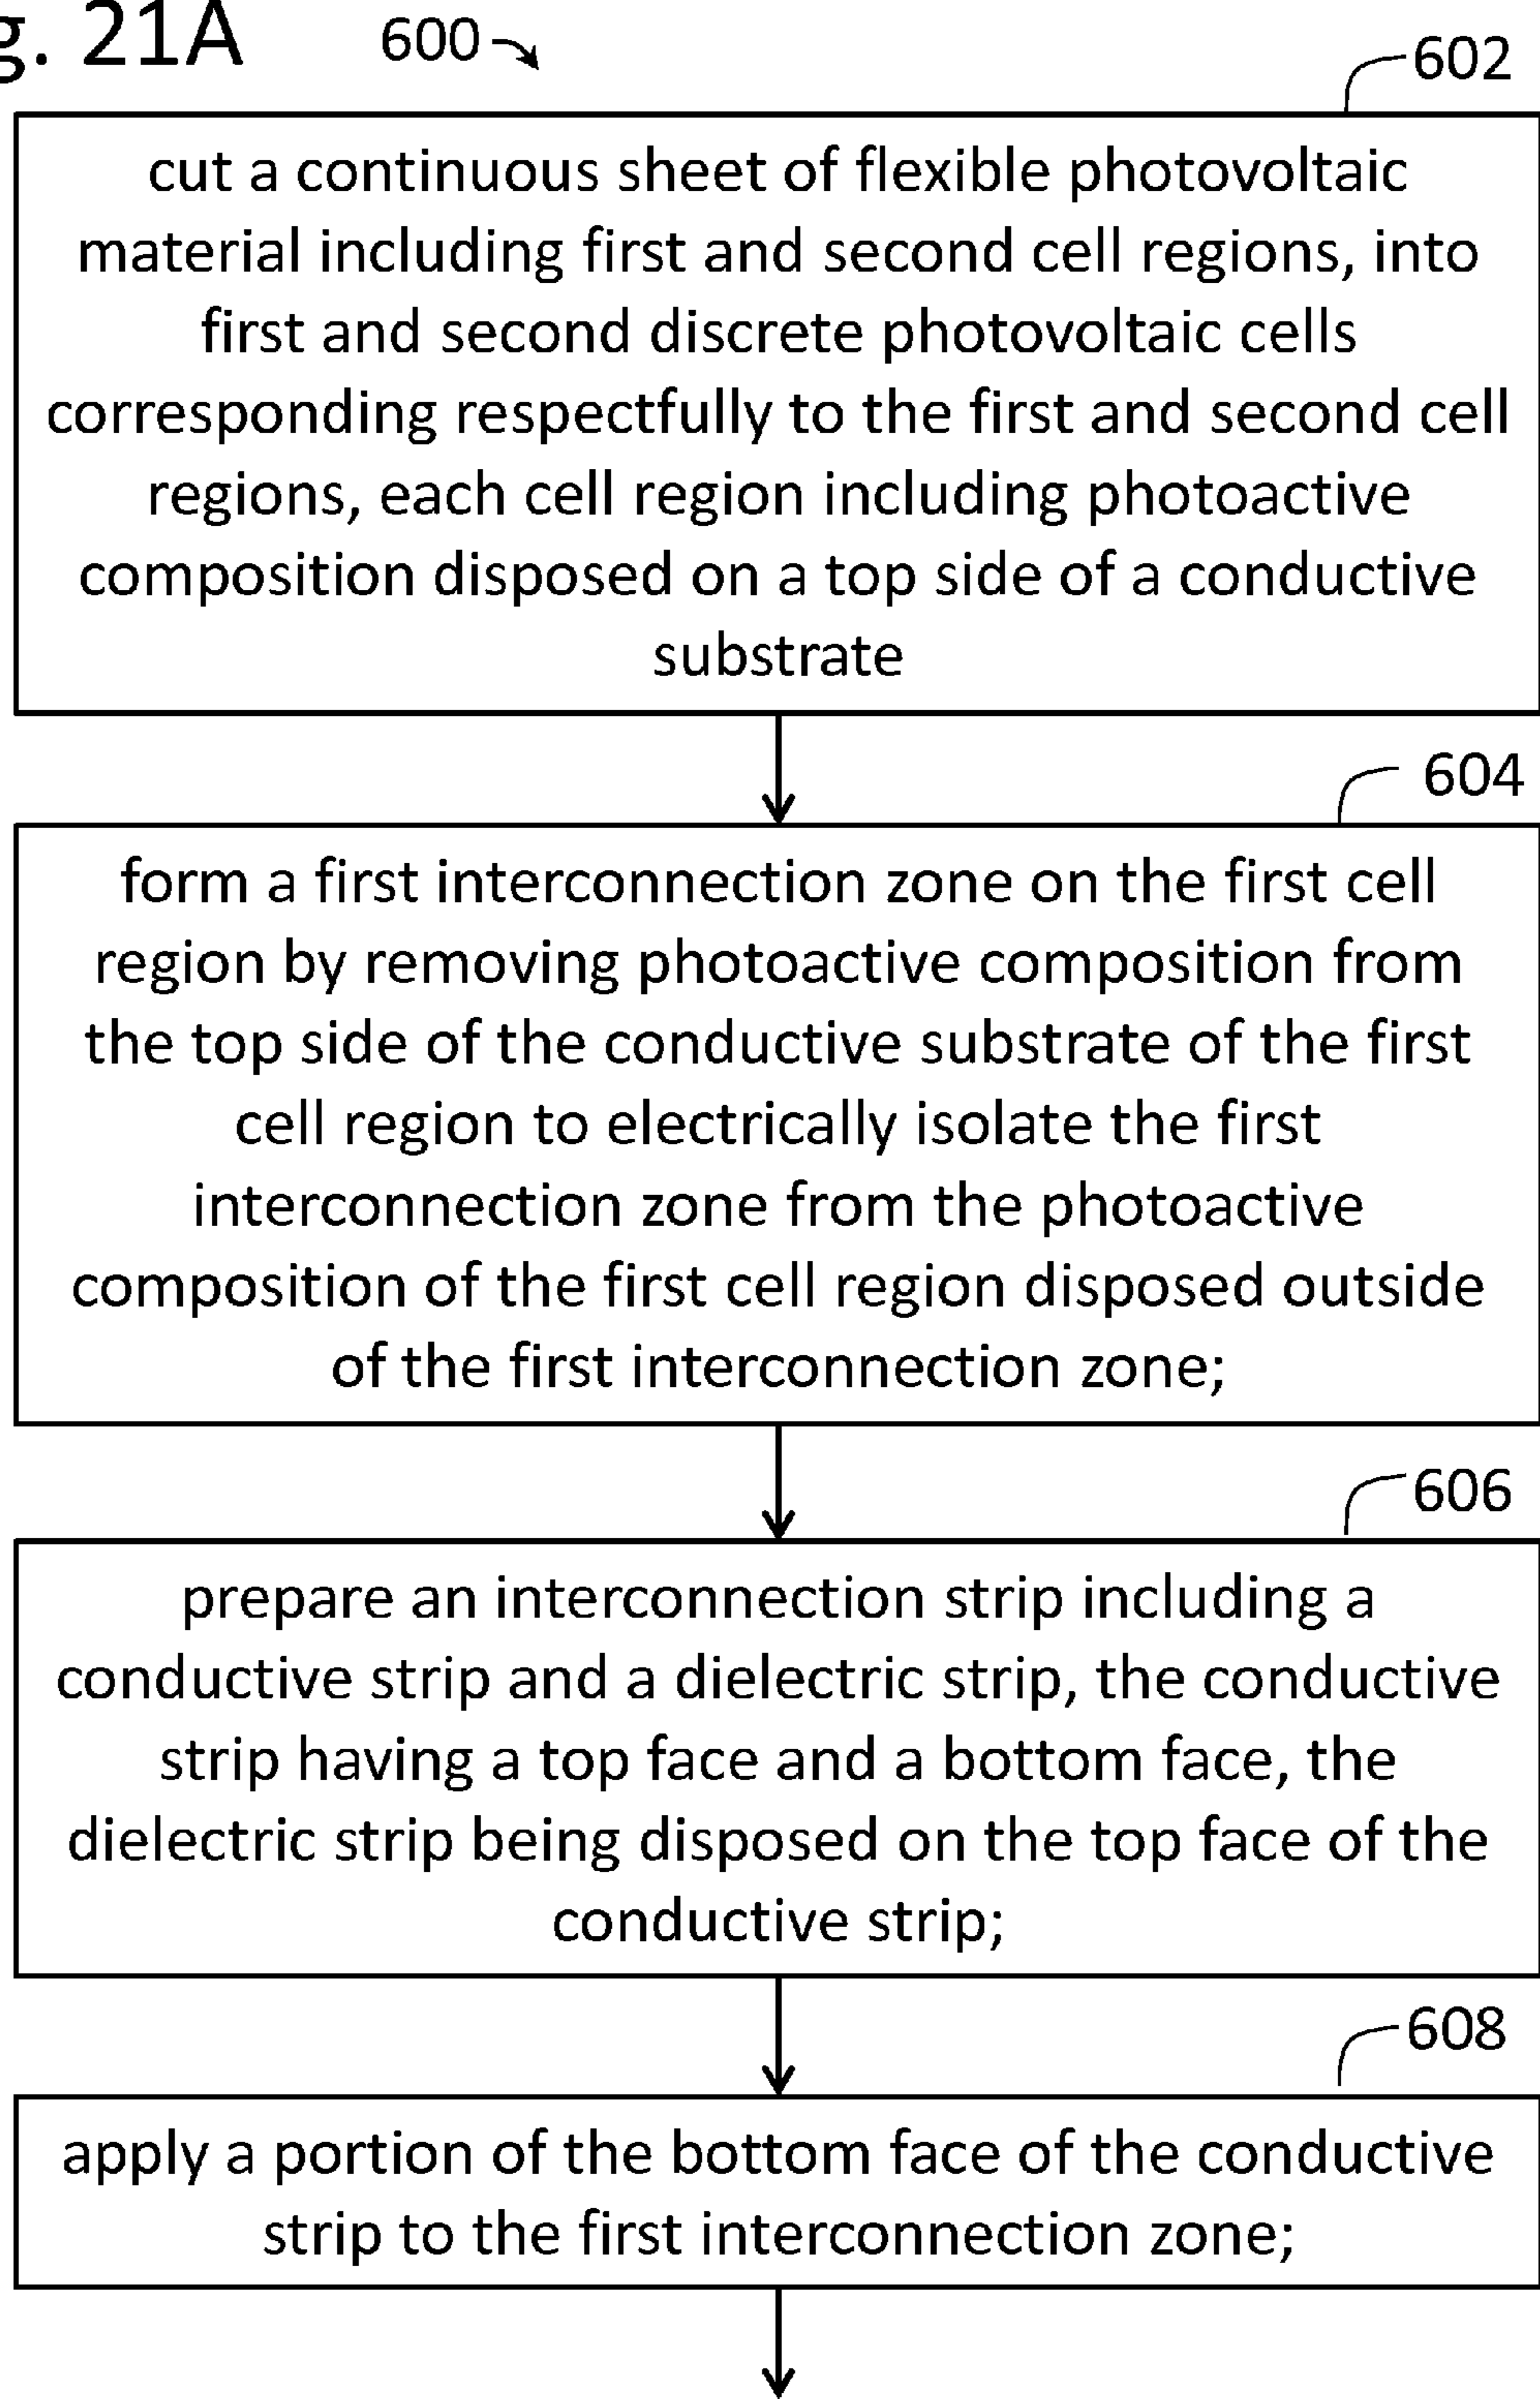 g. 21A
600
602
cut a continuous sheet of flexible photovoltaic
material including first and second cell regions, into
first and second discrete photovoltaic cells
corresponding respectfully to the first and second cell
regions, each cell region including photoactive
composition disposed on a top side of a conductive
substrate
604
form a first interconnection zone on the first cell
region by removing photoactive composition from
the top side of the conductive substrate of the first
cell region to electrically isolate the first
interconnection zone from the photoactive
composition of the first cell region disposed outside
of the first interconnection zone;
606
prepare an interconnection strip including a
conductive strip and a dielectric strip, the conductive
strip having a top face and a bottom face, the
dielectric strip being disposed on the top face of the
conductive strip;
608
apply a portion of the bottom face of the conductive
strip to the first interconnection zone;